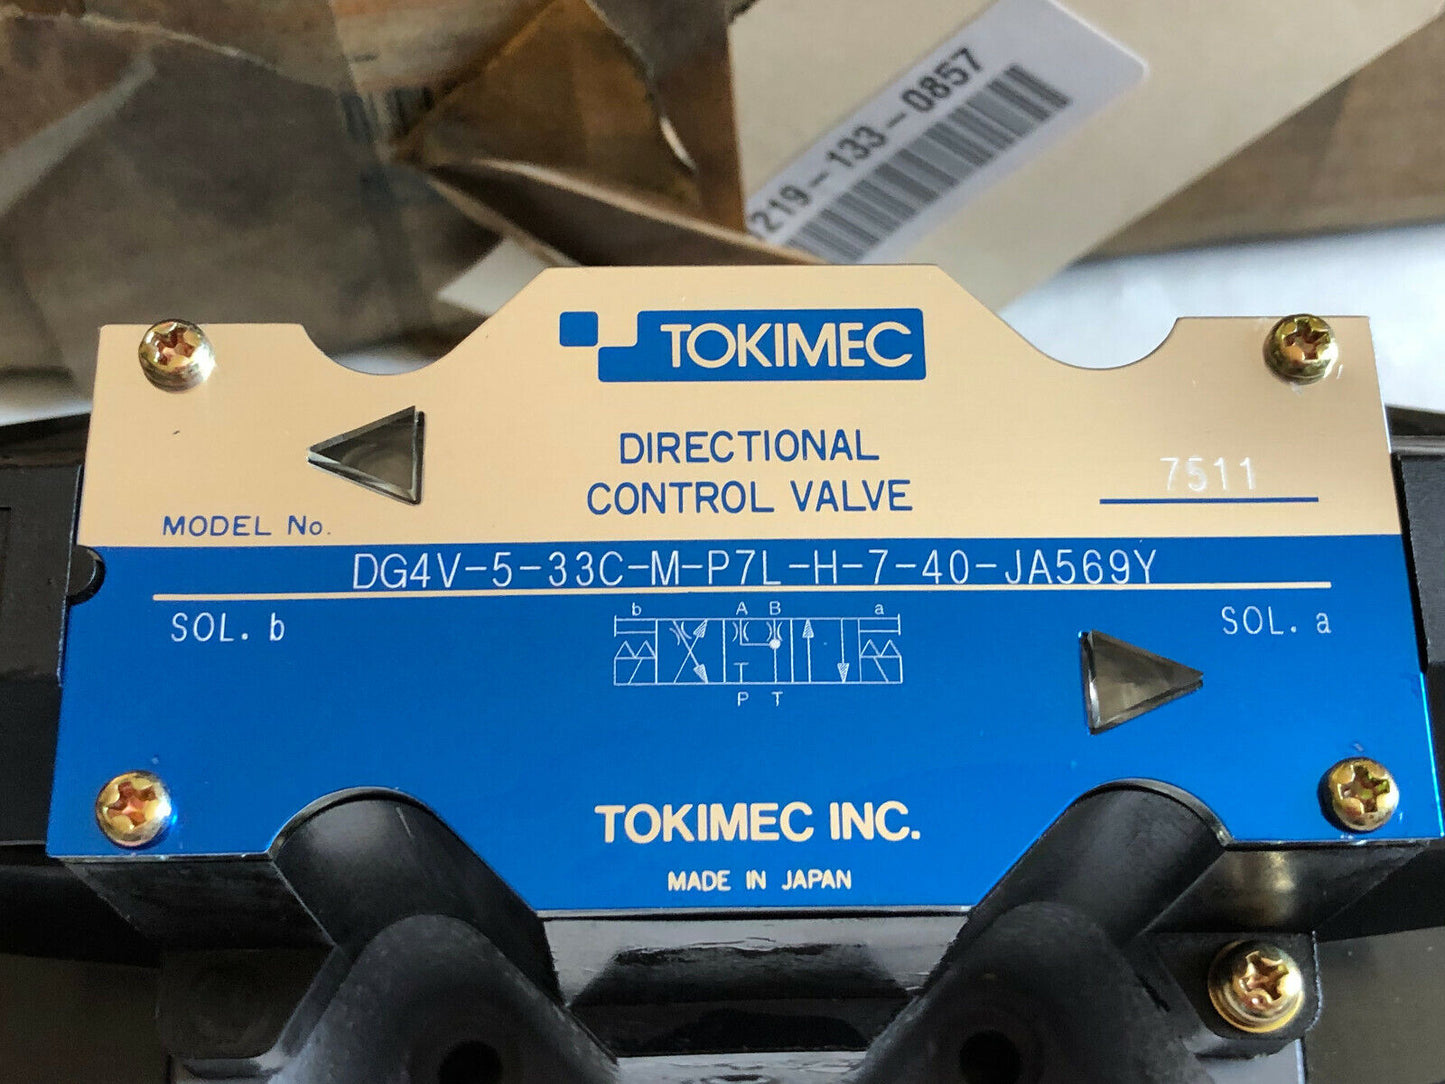 219-133-0857
TOKIMEC
DIRECTIONAL
CONTROL VALVE
7511
MODEL No.
DG4V-5-33C-M-P7L-H-7-40-JA569Y
SOL. b
b A B a
SOL. a
T
P T
TOKIMEC INC.
MADE IN JAPAN